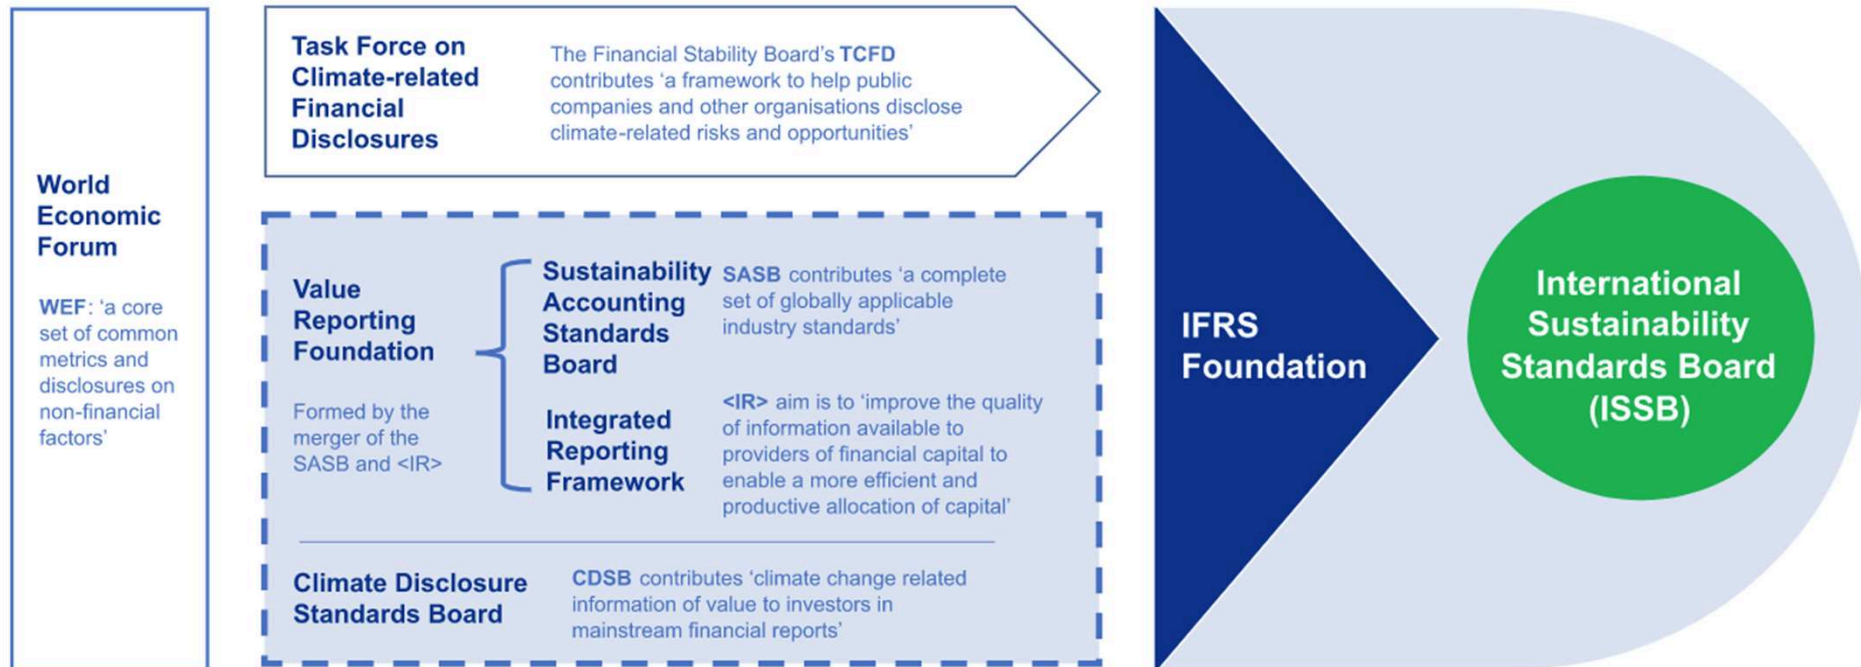 World
Economic
Forum
WEF: ‘a core
set of common
metrics and
disclosures on
non-financial
factors’
Task Force on
Climate-related
Financial
Disclosures
The Financial Stability Board’s TCFD
contributes ‘a framework to help public
companies and other organisations disclose
climate-related risks and opportunities’
Value
Reporting
Foundation
Formed by the
merger of the
SASB and <IR>
Sustainability
Accounting
Standards
Board
SASB contributes ‘a complete
set of globally applicable
industry standards’
Integrated
Reporting
Framework
<IR> aim is to ‘improve the quality
of information available to
providers of financial capital to
enable a more efficient and
productive allocation of capital’
Climate Disclosure
Standards Board
CDSB contributes ‘climate change related
information of value to investors in
mainstream financial reports’
IFRS
Foundation
International
Sustainability
Standards Board
(ISSB)